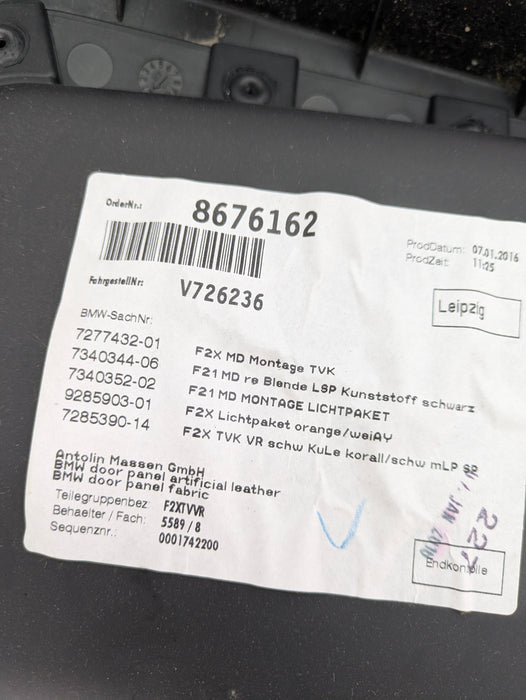 OrderNr.: 8676162
ProdDatum: 07.01.2016
ProdZeit: 11:25
FahrgestellNr: V726236
Leipzig
BMW-SachNr:
7277432-01 F2X MD Montage TVK
7340344-06 F21 MD re Blende LSP Kunststoff schwarz
7340352-02 F21 MD MONTAGE LICHTPAKET
9285903-01 F2X Lichtpaket orange/weiAY
7285390-14 F2X TVK VR schw KuLe korall/schw mLP
Antolin Massen GmbH
BMW door panel artificial leather
BMW door panel fabric
Teilegruppenbez: F2XTVVR
Behaelter / Fach: 5589 / 8
Sequenznr.: 0001742200
JAN
227
Endkontrolle